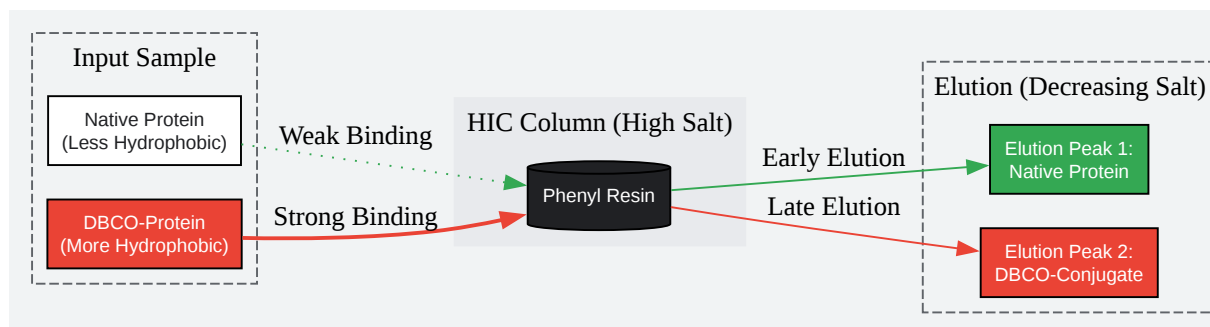 Input Sample
Native Protein
(Less Hydrophobic)
DBCO-Protein
(More Hydrophobic)
Weak Binding
Strong Binding
HIC Column (High Salt)
Phenyl Resin
Early Elution
Late Elution
Elution (Decreasing Salt)
Elution Peak 1:
Native Protein
Elution Peak 2:
DBCO-Conjugate